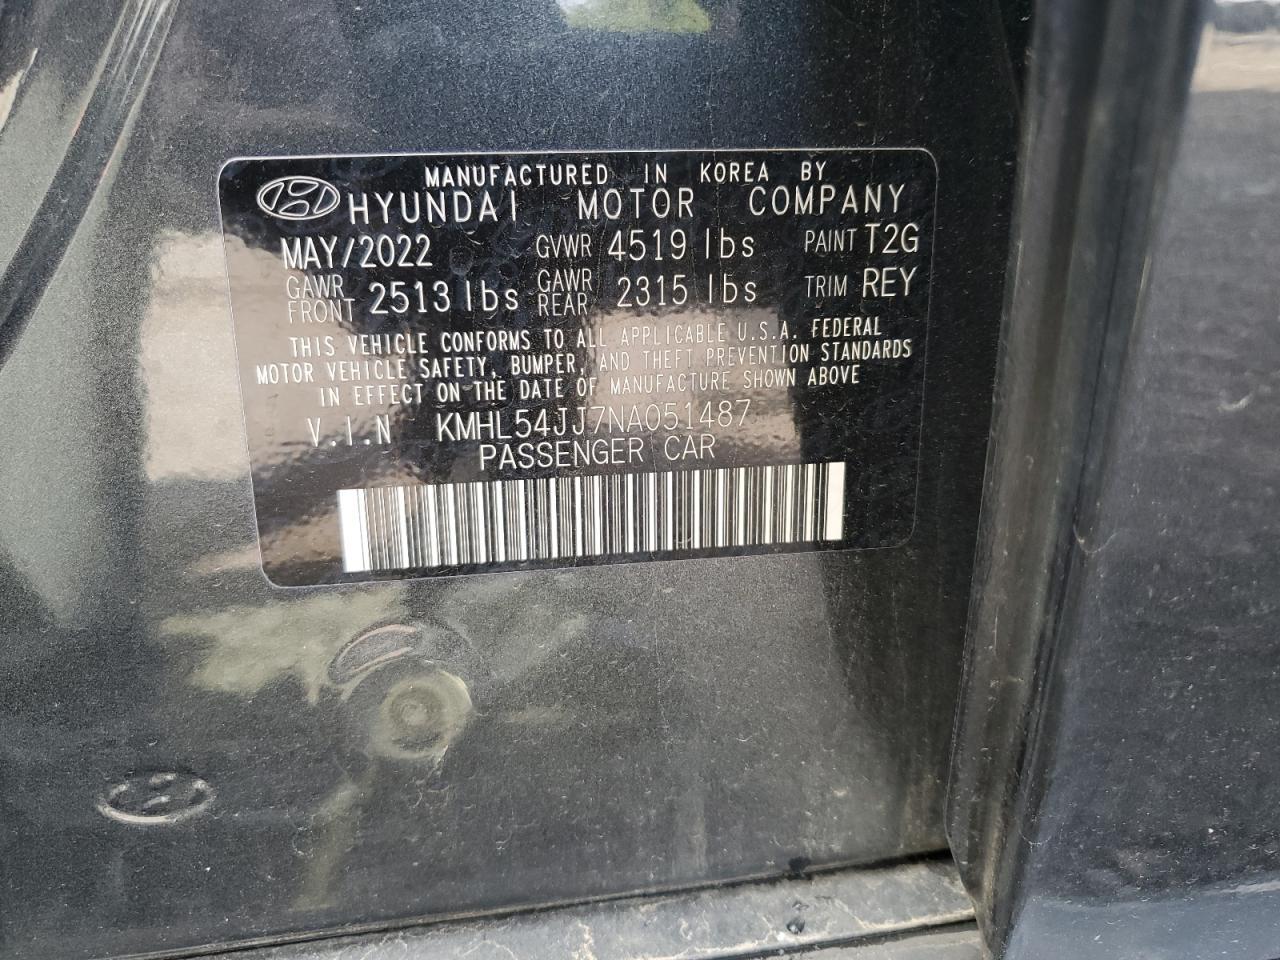 MANUFACTURED IN KOREA BY
HYUNDAI MOTOR COMPANY
MAY/2022 GVWR 4519 lbs PAINT T2G
GAWR FRONT 2513 lbs GAWR REAR 2315 lbs TRIM REY
THIS VEHICLE CONFORMS TO ALL APPLICABLE U.S.A. FEDERAL
MOTOR VEHICLE SAFETY, BUMPER, AND THEFT PREVENTION STANDARDS
IN EFFECT ON THE DATE OF MANUFACTURE SHOWN ABOVE
V.I.N KMHL54JJ7NA051487
PASSENGER CAR